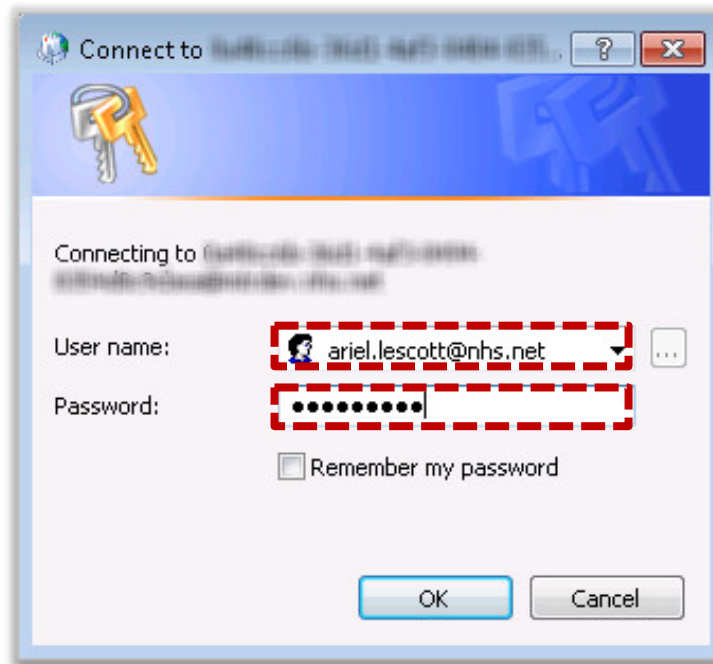 Connect to
Connecting to
User name:
ariel.lescott@nhs.net
...
Password:
●●●●●●●●●
Remember my password
OK
Cancel